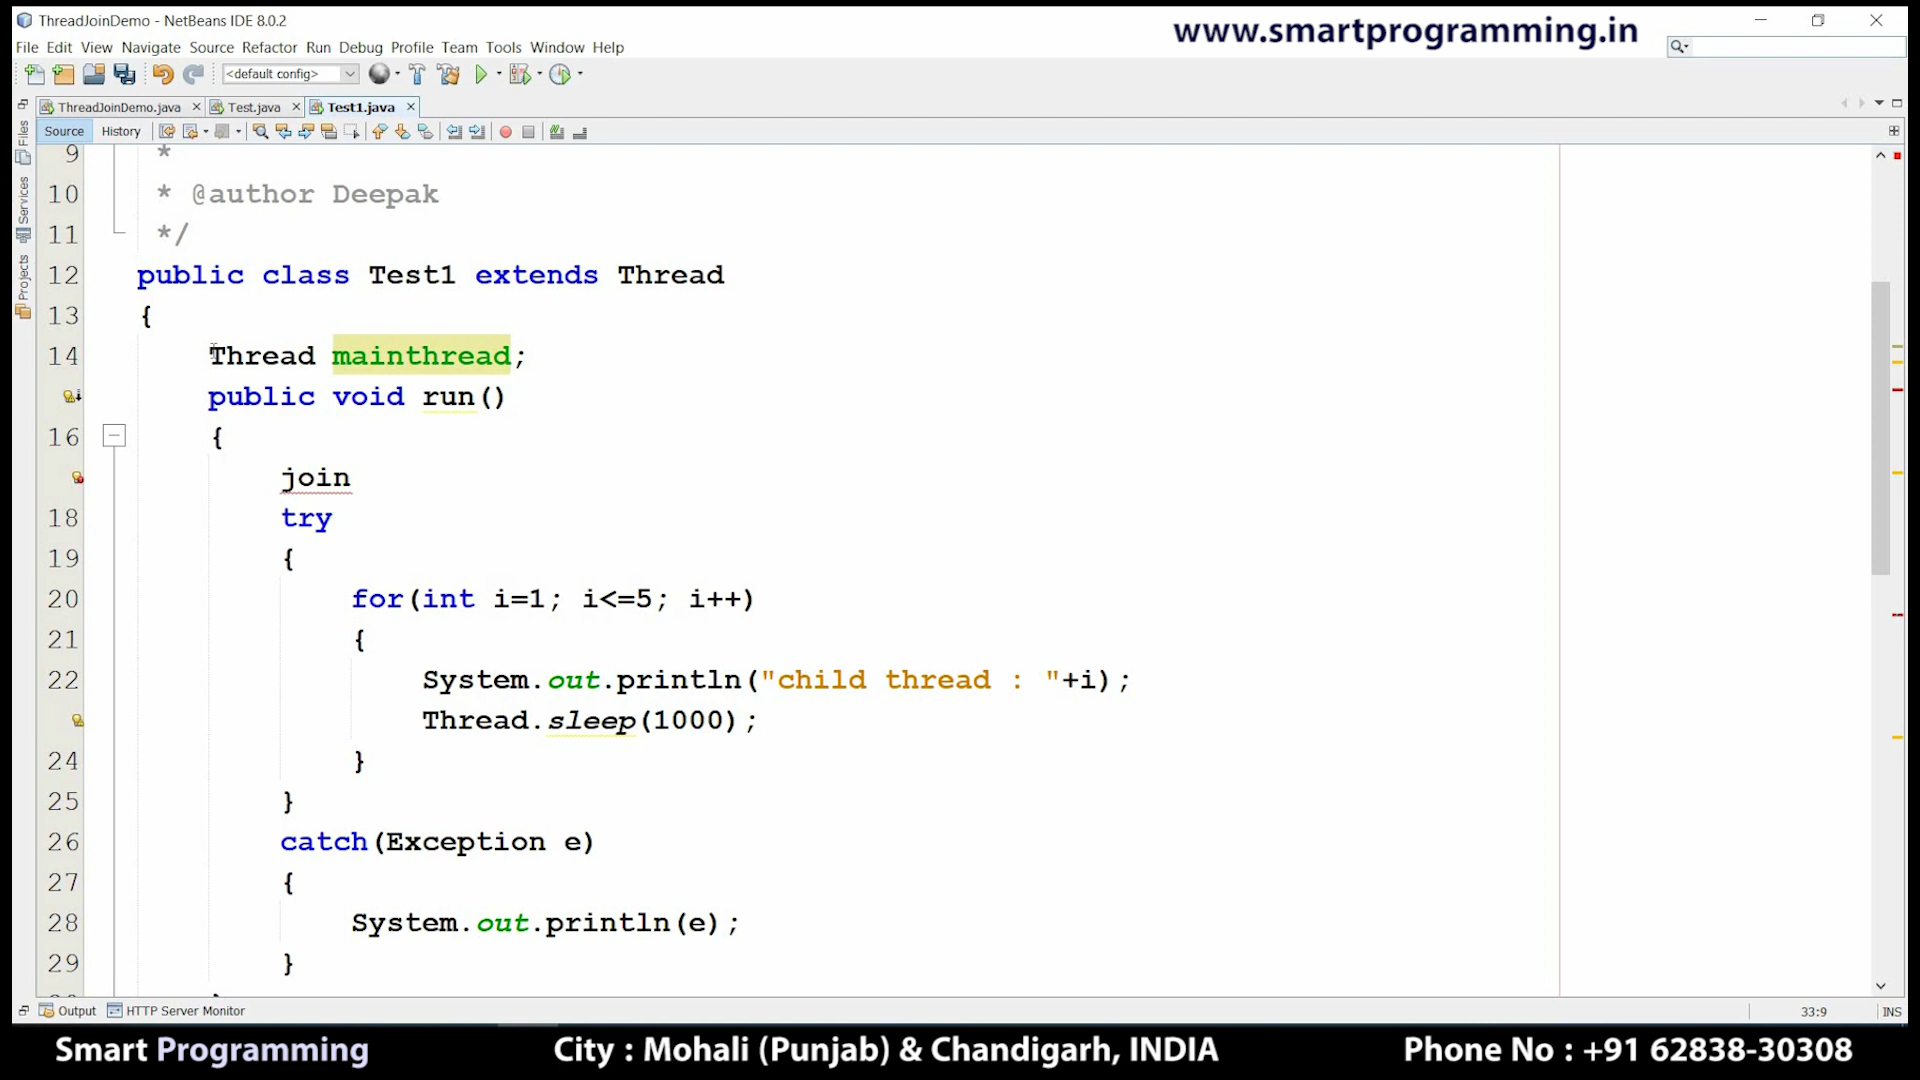 ThreadJoinDemo - NetBeans IDE 8.0.2
www.smartprogramming.in
File Edit View Navigate Source Refactor Run Debug Profile Team Tools Window Help
<default config>
ThreadJoinDemo.java Test.java Test1.java
Source History
Files
Services
Projects
9 *
10 * @author Deepak
11 */
12 public class Test1 extends Thread
13 {
14 Thread mainthread;
public void run()
16 {
join
18 try
19 {
20 for(int i=1; i<=5; i++)
21 {
22 System.out.println("child thread : "+i);
Thread.sleep(1000);
24 }
25 }
26 catch(Exception e)
27 {
28 System.out.println(e);
29 }
Output HTTP Server Monitor
33:9 INS
Smart Programming City : Mohali (Punjab) & Chandigarh, INDIA Phone No : +91 62838-30308